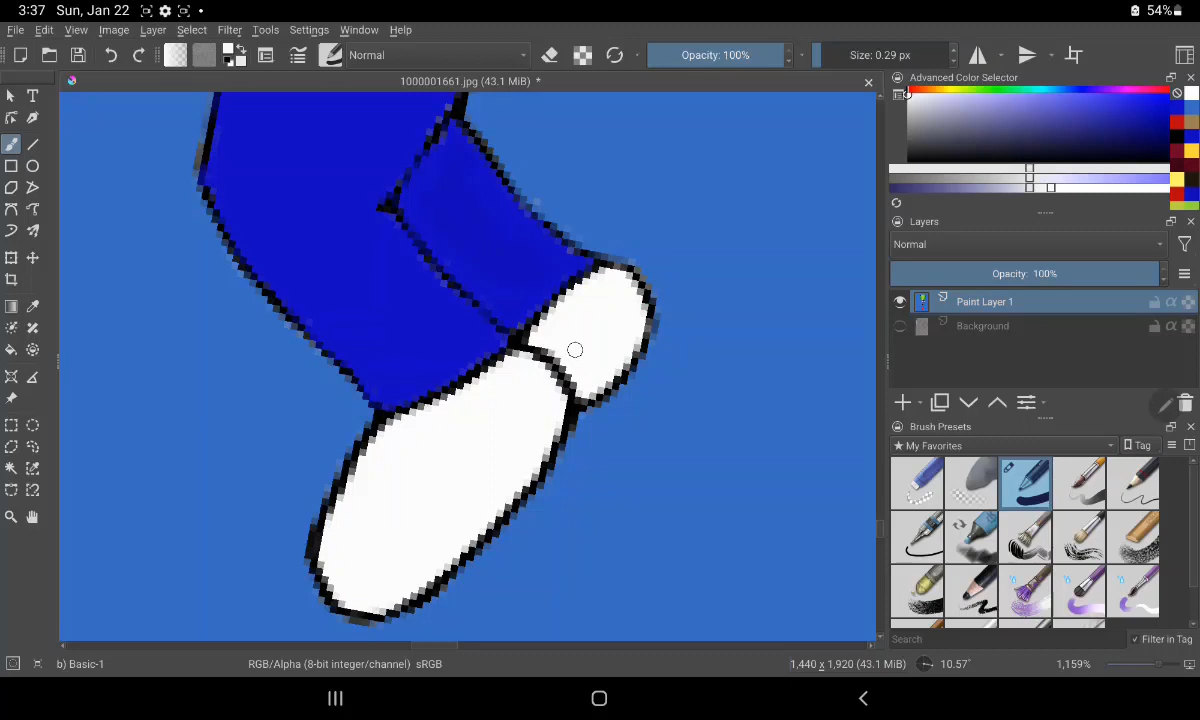 3:37 Sun, Jan 22 54%
File Edit View Image Layer Filter Tools Select Settings Window Help
Normal Opacity: 100% Size: 0.29 px
1000001661.jpg (43.1 MiB) *
Advanced Color Selector
Layers
Normal
Opacity: 100%
Paint Layer 1
Background
Brush Presets
★ My Favorites Tag
Search Filter in Tag
b) Basic-1 RGB/Alpha (8-bit integer/channel) sRGB 1,440 x 1,920 (43.1 MiB) 10.57° 1,159%